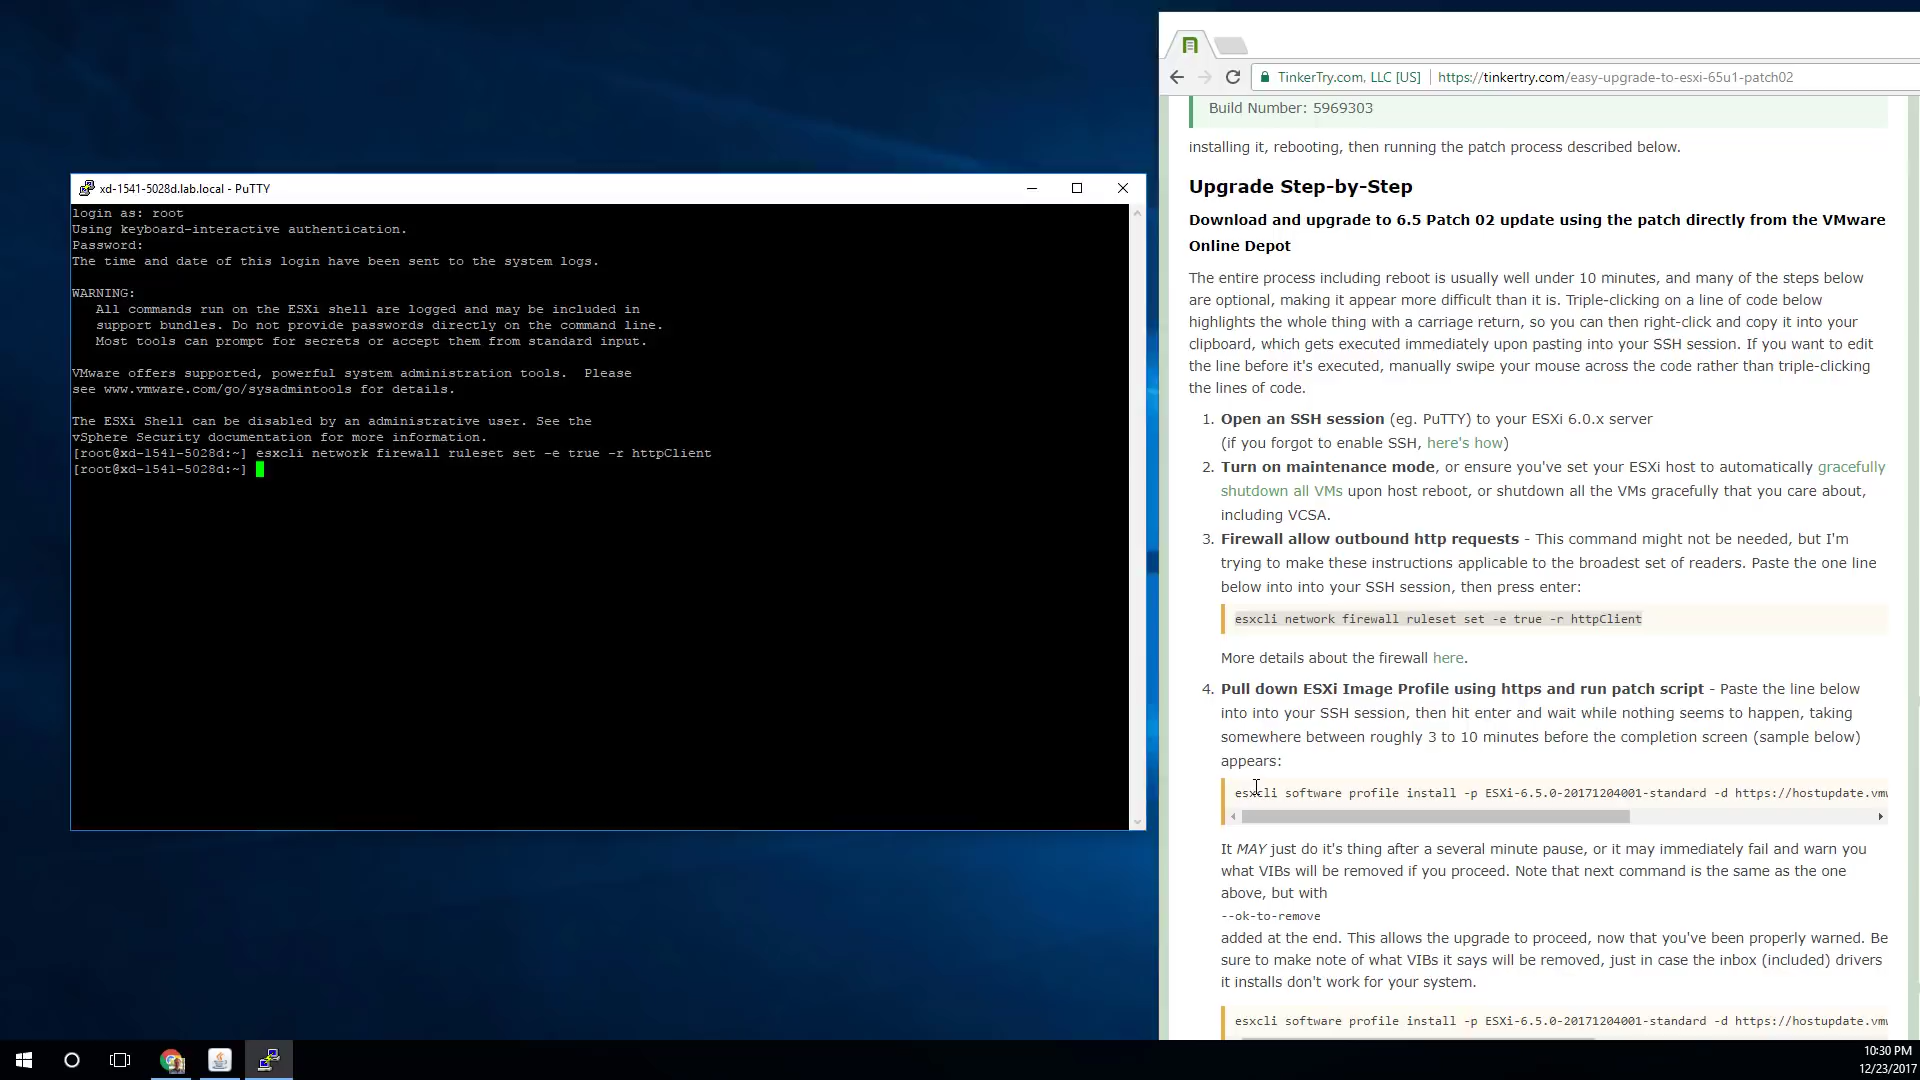 xd-1541-5028d.lab.local - PuTTY
login as: root
Using keyboard-interactive authentication.
Password:
The time and date of this login have been sent to the system logs.
WARNING:
All commands run on the ESXi shell are logged and may be included in
support bundles. Do not provide passwords directly on the command line.
Most tools can prompt for secrets or accept them from standard input.
VMware offers supported, powerful system administration tools.  Please
see www.vmware.com/go/sysadmintools for details.
The ESXi Shell can be disabled by an administrative user. See the
vSphere Security documentation for more information.
[root@xd-1541-5028d:~] esxcli network firewall ruleset set -e true -r httpClient
[root@xd-1541-5028d:~]
TinkerTry.com, LLC [US] https://tinkertry.com/easy-upgrade-to-esxi-65u1-patch02
Build Number: 5969303
installing it, rebooting, then running the patch process described below.
Upgrade Step-by-Step
Download and upgrade to 6.5 Patch 02 update using the patch directly from the VMware
Online Depot
The entire process including reboot is usually well under 10 minutes, and many of the steps below
are optional, making it appear more difficult than it is. Triple-clicking on a line of code below
highlights the whole thing with a carriage return, so you can then right-click and copy it into your
clipboard, which gets executed immediately upon pasting into your SSH session. If you want to edit
the line before it's executed, manually swipe your mouse across the code rather than triple-clicking
the lines of code.
1. Open an SSH session (eg. PuTTY) to your ESXi 6.0.x server
(if you forgot to enable SSH, here's how)
2. Turn on maintenance mode, or ensure you've set your ESXi host to automatically gracefully
shutdown all VMs upon host reboot, or shutdown all the VMs gracefully that you care about,
including VCSA.
3. Firewall allow outbound http requests - This command might not be needed, but I'm
trying to make these instructions applicable to the broadest set of readers. Paste the one line
below into into your SSH session, then press enter:
esxcli network firewall ruleset set -e true -r httpClient
More details about the firewall here.
4. Pull down ESXi Image Profile using https and run patch script - Paste the line below
into into your SSH session, then hit enter and wait while nothing seems to happen, taking
somewhere between roughly 3 to 10 minutes before the completion screen (sample below)
appears:
esxcli software profile install -p ESXi-6.5.0-20171204001-standard -d https://hostupdate.vmw
It MAY just do it's thing after a several minute pause, or it may immediately fail and warn you
what VIBs will be removed if you proceed. Note that next command is the same as the one
above, but with
--ok-to-remove
added at the end. This allows the upgrade to proceed, now that you've been properly warned. Be
sure to make note of what VIBs it says will be removed, just in case the inbox (included) drivers
it installs don't work for your system.
esxcli software profile install -p ESXi-6.5.0-20171204001-standard -d https://hostupdate.vmw
10:30 PM
12/23/2017